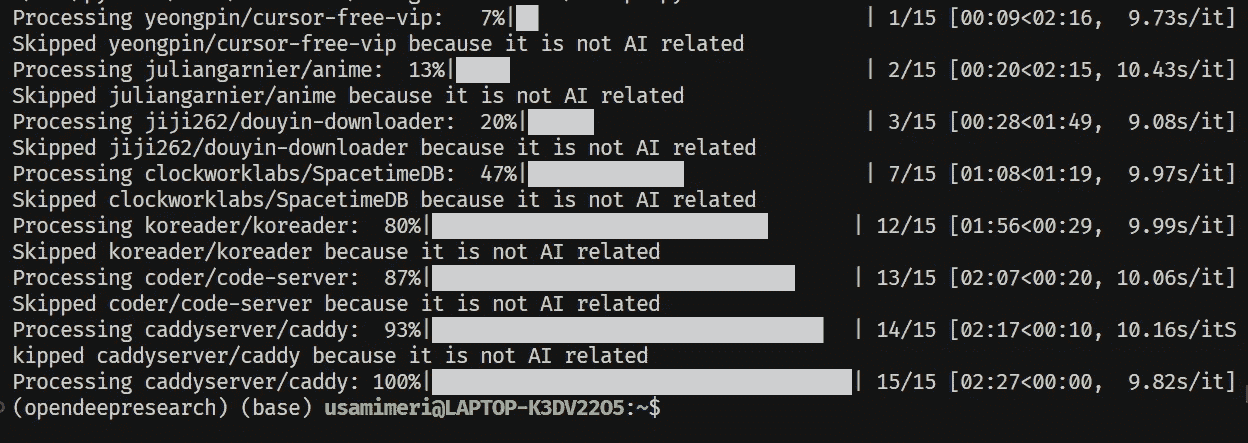 Processing yeongpin/cursor-free-vip:   7%|██ | 1/15 [00:09<02:16,  9.73s/it]
Skipped yeongpin/cursor-free-vip because it is not AI related
Processing juliangarnier/anime:  13%|████ | 2/15 [00:20<02:15, 10.43s/it]
Skipped juliangarnier/anime because it is not AI related
Processing jiji262/douyin-downloader:  20%|█████ | 3/15 [00:28<01:49,  9.08s/it]
Skipped jiji262/douyin-downloader because it is not AI related
Processing clockworklabs/SpacetimeDB:  47%|█████████████ | 7/15 [01:08<01:19,  9.97s/it]
Skipped clockworklabs/SpacetimeDB because it is not AI related
Processing koreader/koreader:  80%|████████████████████████████ | 12/15 [01:56<00:29,  9.99s/it]
Skipped koreader/koreader because it is not AI related
Processing coder/code-server:  87%|██████████████████████████████ | 13/15 [02:07<00:20, 10.06s/it]
Skipped coder/code-server because it is not AI related
Processing caddyserver/caddy:  93%|████████████████████████████████ | 14/15 [02:17<00:10, 10.16s/itS
kipped caddyserver/caddy because it is not AI related
Processing caddyserver/caddy: 100%|███████████████████████████████████| 15/15 [02:27<00:00,  9.82s/it]
(opendeepresearch) (base) usamimeri@LAPTOP-K3DV22O5:~$